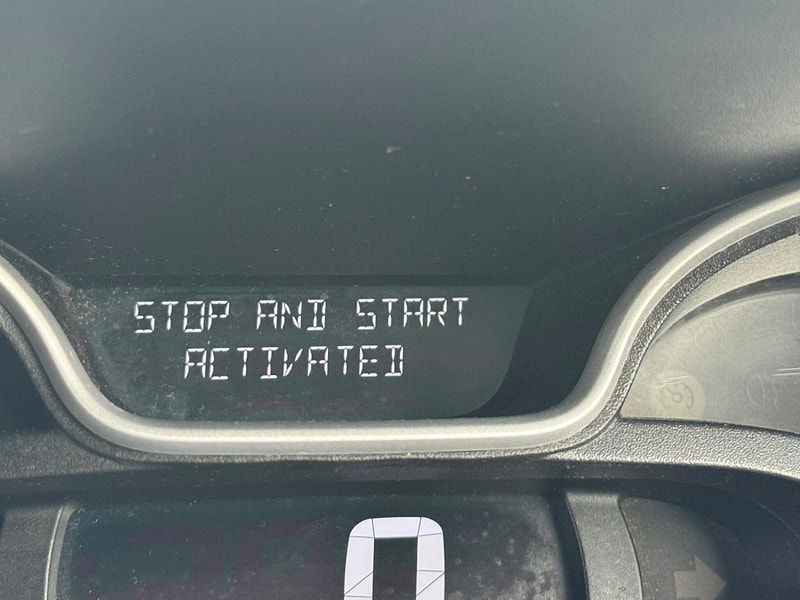 STOP AND START
ACTIVATED
0